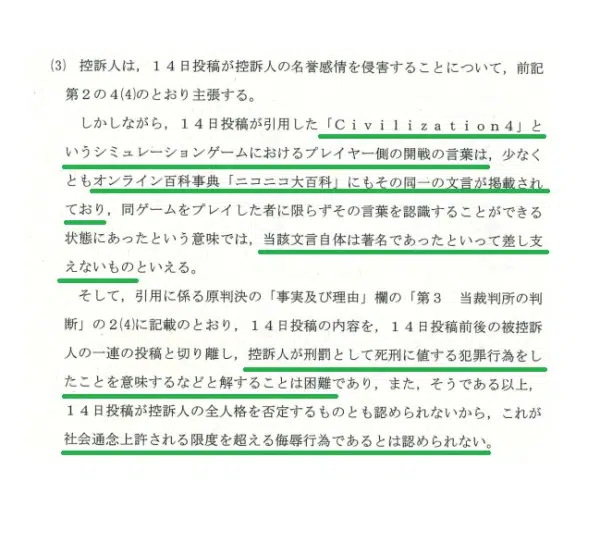 (3) 控訴人は，１４日投稿が控訴人の名誉感情を侵害することについて，前記
第２の４(4)のとおり主張する。
しかしながら，１４日投稿が引用した「Ｃｉｖｉｌｉｚａｔｉｏｎ４」と
いうシミュレーションゲームにおけるプレイヤー側の開戦の言葉は，少なく
ともオンライン百科事典「ニコニコ大百科」にもその同一の文言が掲載され
ており，同ゲームをプレイした者に限らずその言葉を認識することができる
状態にあったという意味では，当該文言自体は著名であったといって差し支
えないものといえる。
そして，引用に係る原判決の「事実及び理由」欄の「第３　当裁判所の判
断」の２(4)に記載のとおり，１４日投稿の内容を，１４日投稿前後の被控訴
人の一連の投稿と切り離し，控訴人が刑罰として死刑に値する犯罪行為をし
たことを意味するなどと解することは困難であり，また，そうである以上，
１４日投稿が控訴人の全人格を否定するものとも認められないから，これが
社会通念上許される限度を超える侮辱行為であるとは認められない。